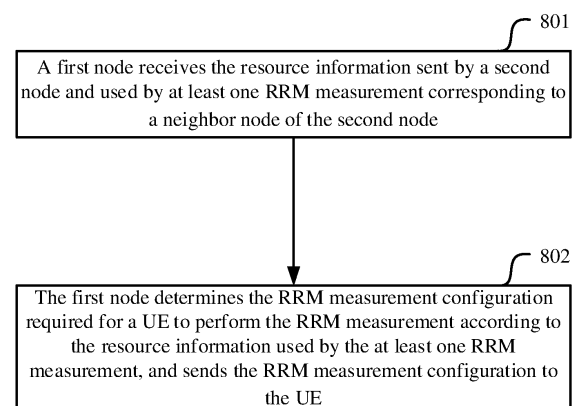 801
A first node receives the resource information sent by a second
node and used by at least one RRM measurement corresponding to
a neighbor node of the second node
802
The first node determines the RRM measurement configuration
required for a UE to perform the RRM measurement according to
the resource information used by the at least one RRM
measurement, and sends the RRM measurement configuration to
the UE